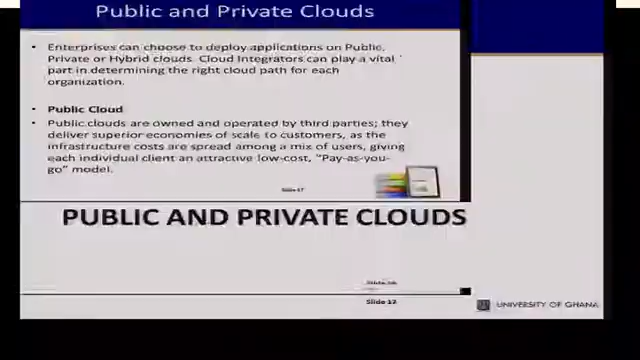 Public and Private Clouds
• Enterprises can choose to deploy applications on Public,
Private or Hybrid clouds. Cloud Integrators can play a vital
part in determining the right cloud path for each
organization.
• Public Cloud
• Public clouds are owned and operated by third parties; they
deliver superior economies of scale to customers, as the
infrastructure costs are spread among a mix of users, giving
each individual client an attractive low-cost, "Pay-as-you-
go" model.
Slide 17
PUBLIC AND PRIVATE CLOUDS
Slide 17
UNIVERSITY OF GHANA